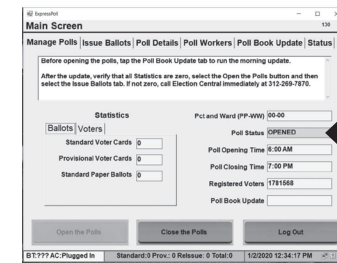 ExpressPoll
Main Screen 130
Manage Polls Issue Ballots Poll Details Poll Workers Poll Book Update Status
Before opening the polls, tap the Poll Book Update tab to run the morning update.
After the update, verify that all Statistics are zero, select the Open the Polls button and then
select the Issue Ballots tab. If not zero, call Election Central immediately at 312-269-7870.
Statistics
Ballots Voters
Standard Voter Cards 0
Provisional Voter Cards 0
Standard Paper Ballots 0
Pct and Ward (PP-WW) 00-00
Poll Status OPENED
Poll Opening Time 6:00 AM
Poll Closing Time 7:00 PM
Registered Voters 1781568
Poll Book Update
Open the Polls Close the Polls Log Out
BT:??? AC:Plugged In Standard:0 Prov.: 0 ReIssue: 0 Total:0 1/2/2020 12:34:17 PM